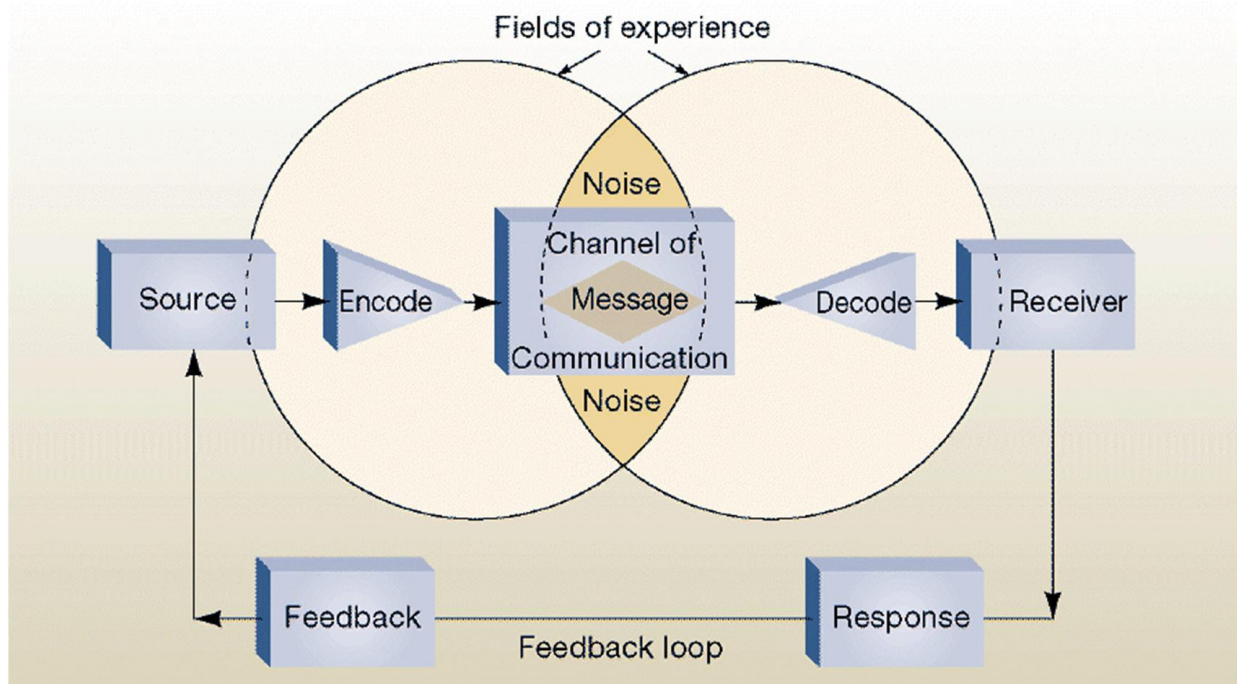 Fields of experience
Noise
Channel of
Source
Encode
Message
Decode
Receiver
Communication
Noise
Feedback
Response
Feedback loop